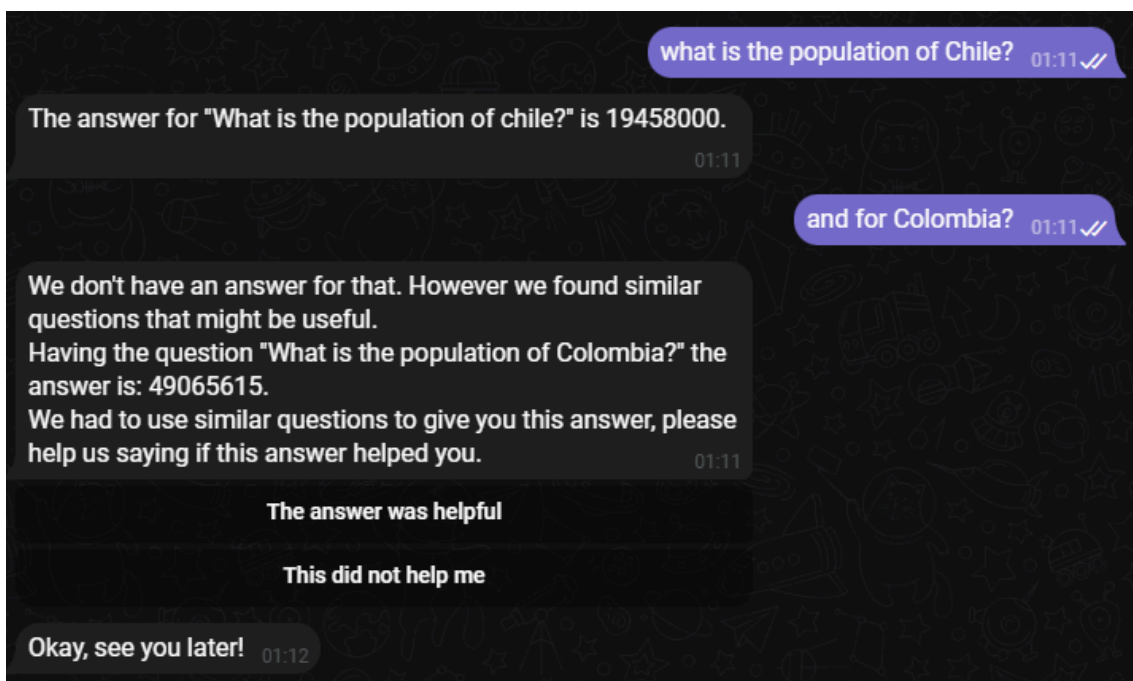 what is the population of Chile? 01:11
The answer for "What is the population of chile?" is 19458000.
01:11
and for Colombia? 01:11
We don't have an answer for that. However we found similar
questions that might be useful.
Having the question "What is the population of Colombia?" the
answer is: 49065615.
We had to use similar questions to give you this answer, please
help us saying if this answer helped you. 01:11
The answer was helpful
This did not help me
Okay, see you later! 01:12